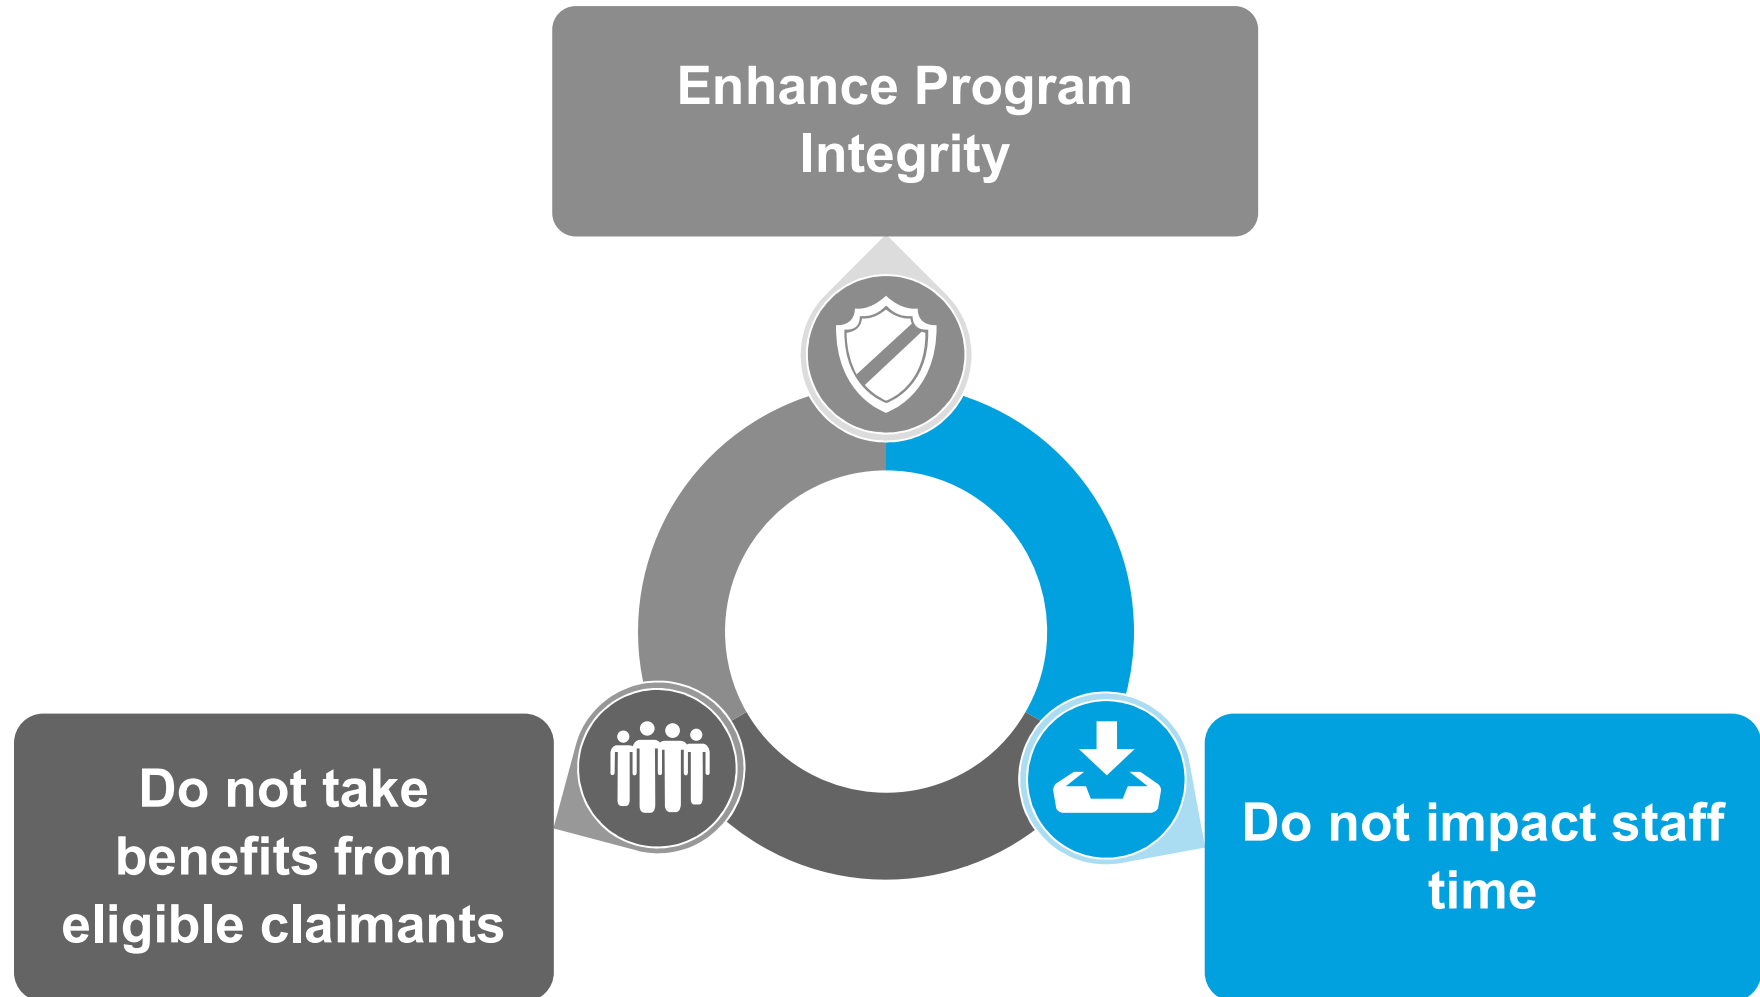 Enhance Program
Integrity
Do not take
benefits from
eligible claimants
Do not impact staff
time